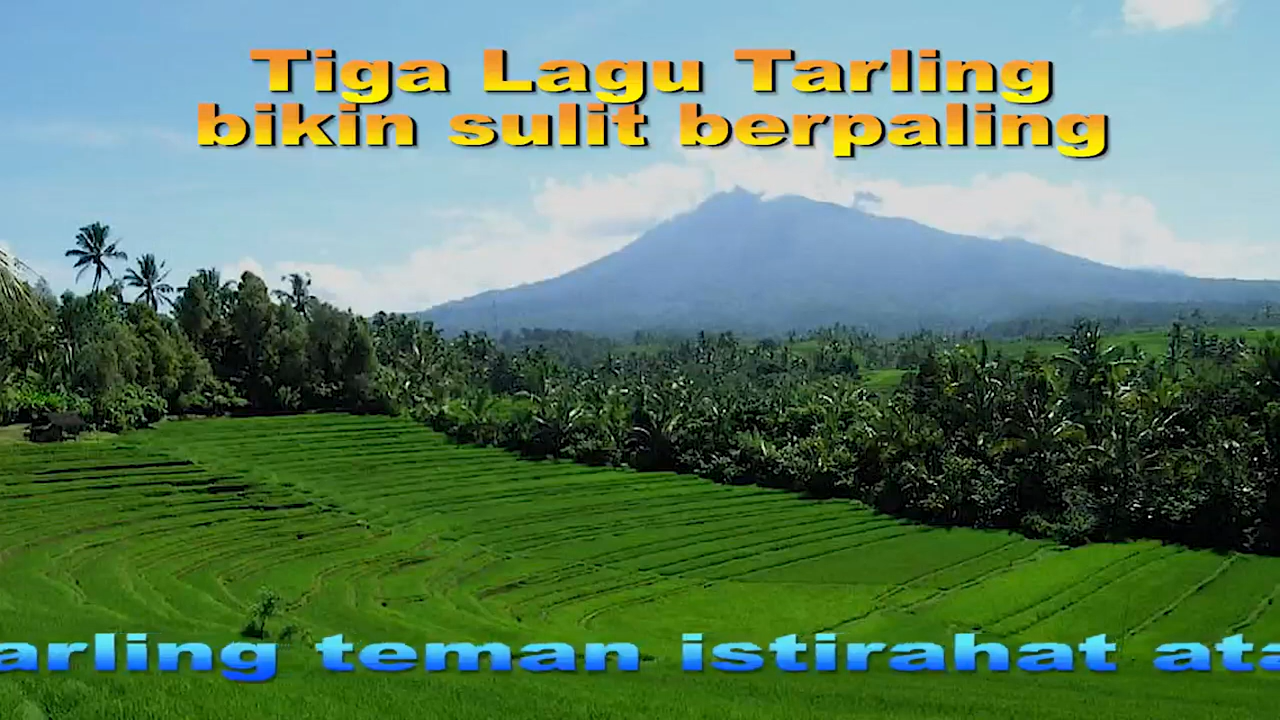 Tiga Lagu Tarling
bikin sulit berpaling
arling teman istirahat ata